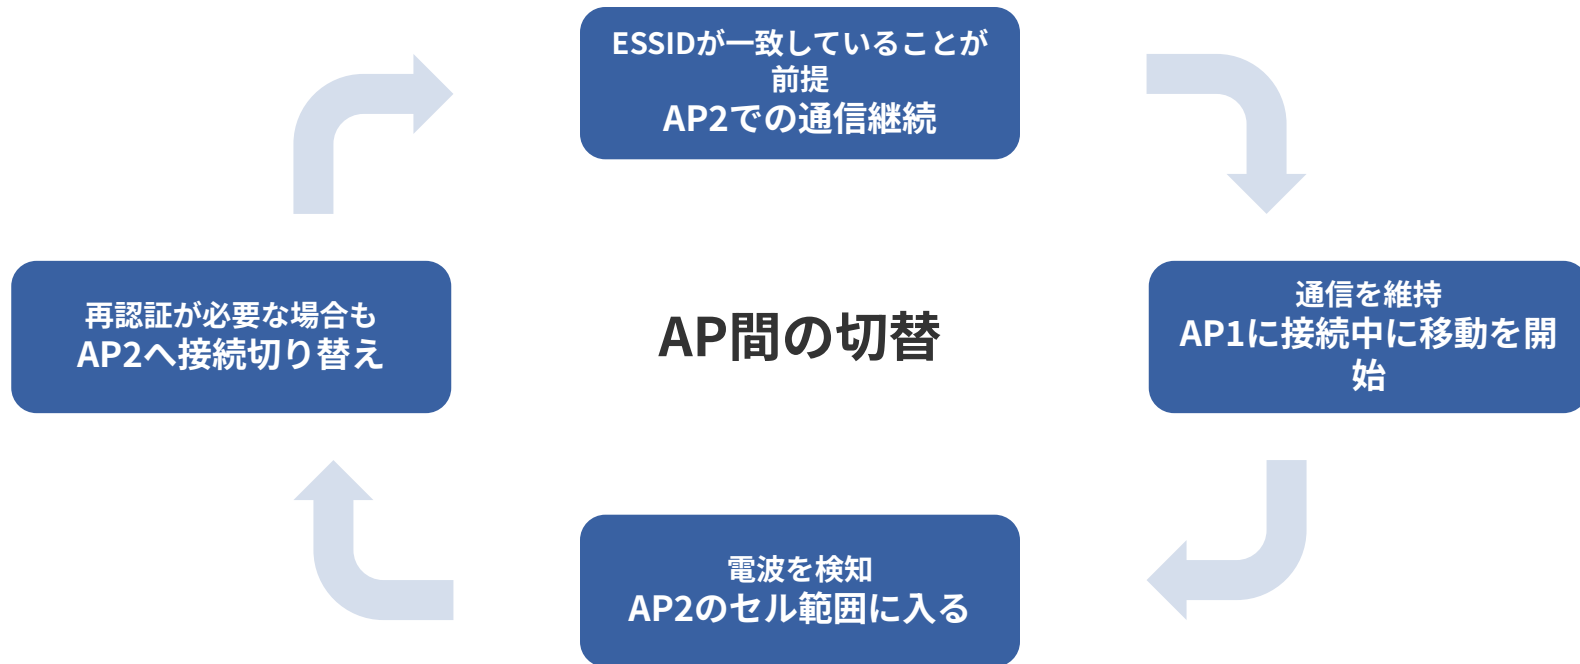 ESSIDが一致していることが
前提
AP2での通信継続
再認証が必要な場合も
AP2へ接続切り替え
AP間の切替
通信を維持
AP1に接続中に移動を開
始
電波を検知
AP2のセル範囲に入る